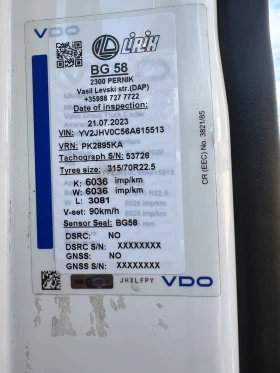 VDO
LIRIH
BG 58
2300 PERNIK
Vasil Levski str.(DAP)
+35988 727 7722
Date of inspection:
21.07.2023
VIN: YV2JHV0C56A615513
VRN: PK2895KA
Tachograph S/N: 53726
Tyres size: 315/70R22.5
K: 6036 imp/km
W: 6036 imp/km
L: 3081
V-set: 90km/h
Sensor Seal: BG58
DSRC: NO
DSRC S/N: XXXXXXXX
GNSS: NO
GNSS S/N: XXXXXXXX
JHXLFPY
VDO
CR (EEC) No. 3821/85